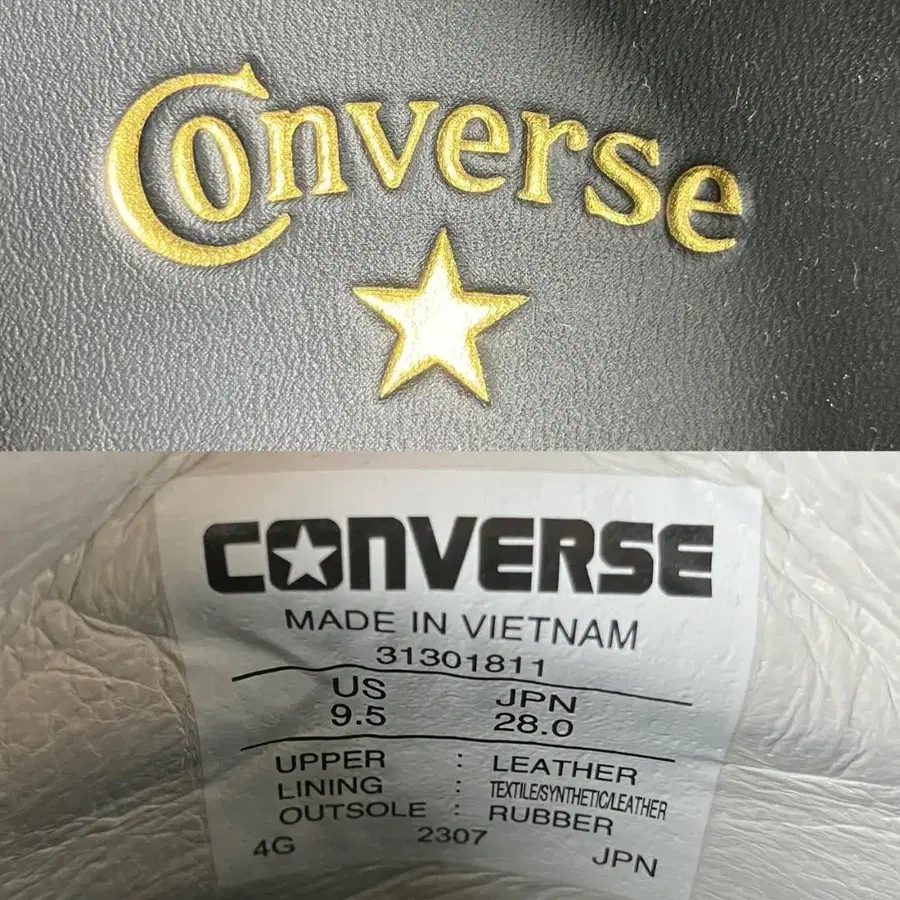 Converse
CONVERSE
MADE IN VIETNAM
31301811
US JPN
9.5 28.0
UPPER : LEATHER
LINING : TEXTILE/SYNTHETIC/LEATHER
OUTSOLE : RUBBER
4G 2307 JPN